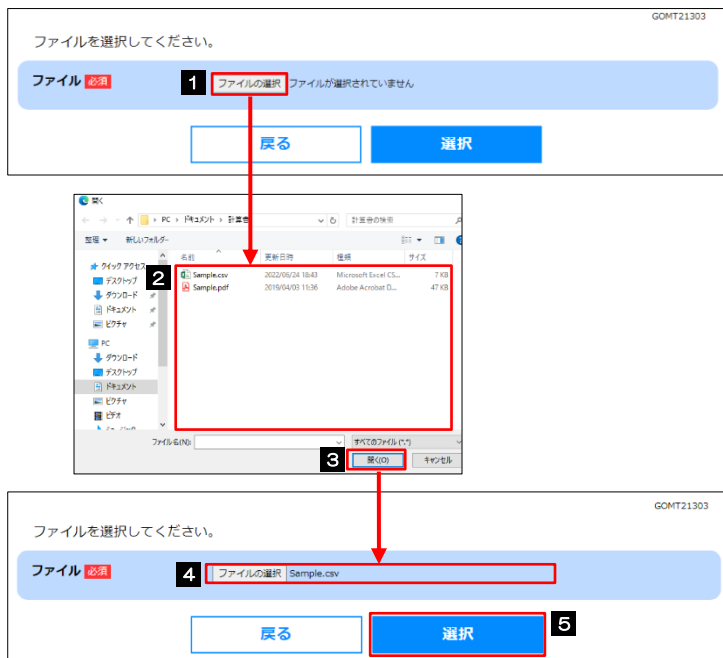 GOMT21303
ファイルを選択してください。
ファイル 必須 1 ファイルの選択 ファイルが選択されていません
戻る 選択
開く
PC › ドキュメント › 計算書 計算書の検索
整理 新しいフォルダー
名前 更新日時 種類 サイズ
クイック アクセス
2
Sample.csv 2022/06/24 18:43 Microsoft Excel CS... 7 KB
デスクトップ
Sample.pdf 2019/04/03 11:36 Adobe Acrobat D... 47 KB
ダウンロード
ドキュメント
ピクチャ
PC
ダウンロード
デスクトップ
ドキュメント
ピクチャ
ビデオ
ファイル名(N): すべてのファイル (*.*)
3 開く(O) キャンセル
GOMT21303
ファイルを選択してください。
ファイル 必須 4 ファイルの選択 Sample.csv
戻る 選択 5